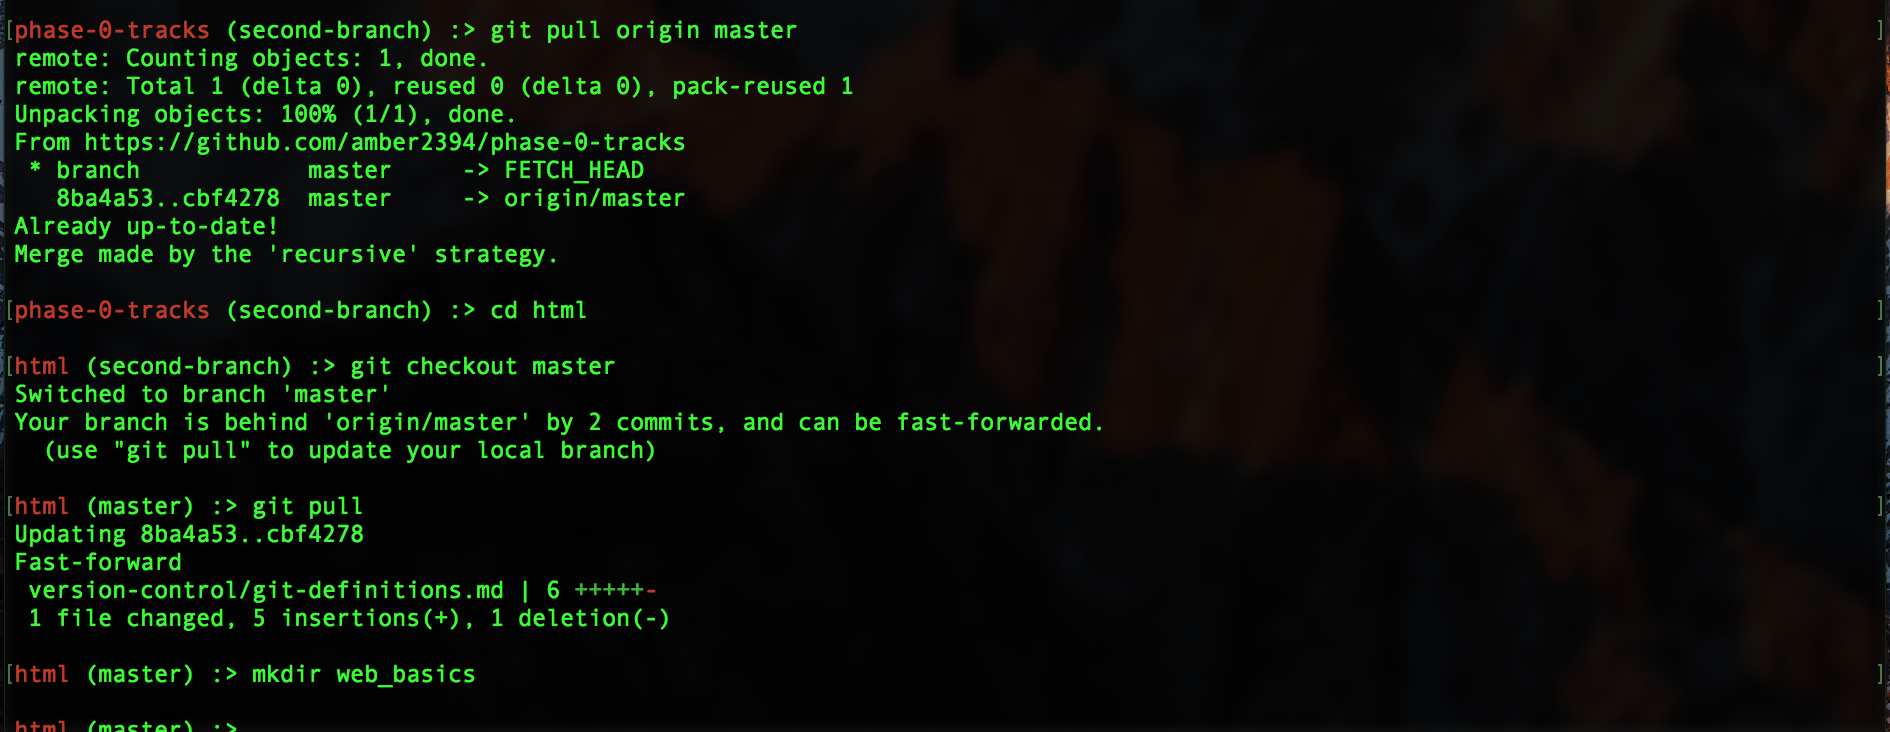 [phase-0-tracks (second-branch) :> git pull origin master ]
remote: Counting objects: 1, done.
remote: Total 1 (delta 0), reused 0 (delta 0), pack-reused 1
Unpacking objects: 100% (1/1), done.
From https://github.com/amber2394/phase-0-tracks
 * branch            master     -> FETCH_HEAD
   8ba4a53..cbf4278  master     -> origin/master
Already up-to-date!
Merge made by the 'recursive' strategy.
[phase-0-tracks (second-branch) :> cd html ]
[html (second-branch) :> git checkout master ]
Switched to branch 'master'
Your branch is behind 'origin/master' by 2 commits, and can be fast-forwarded.
  (use "git pull" to update your local branch)
[html (master) :> git pull ]
Updating 8ba4a53..cbf4278
Fast-forward
 version-control/git-definitions.md | 6 +++++-
 1 file changed, 5 insertions(+), 1 deletion(-)
[html (master) :> mkdir web_basics ]
html (master) :>